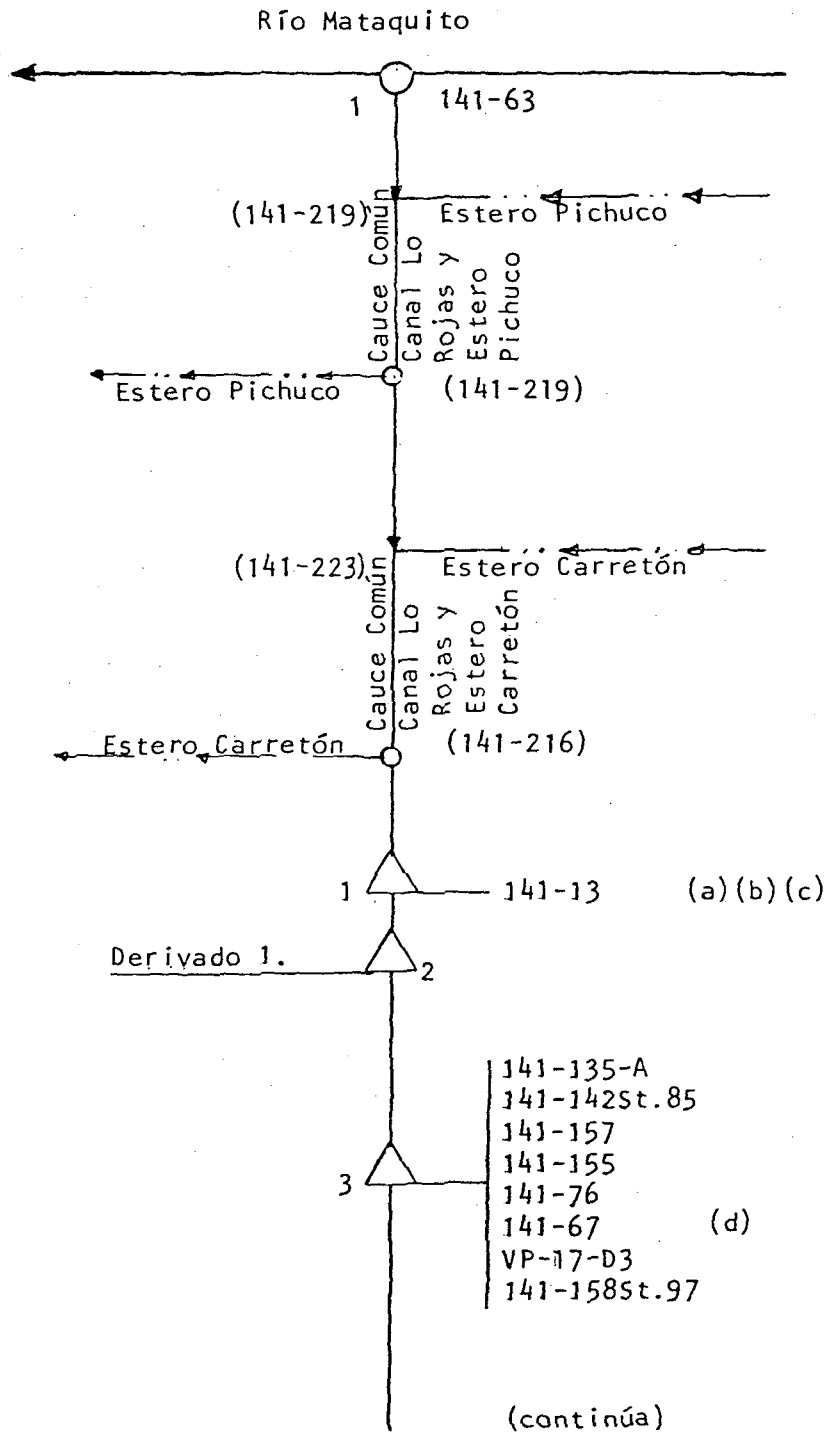 Río Mataquito
1 141-63
(141-219) Estero Pichuco
Cauce Común
Canal Lo
Rojas y
Estero
Pichuco
Estero Pichuco (141-219)
(141-223) Estero Carretón
Cauce Común
Canal Lo
Rojas y
Estero
Carretón
Estero Carretón (141-216)
1 141-13 (a)(b)(c)
Derivado 1. 2
141-135-A
141-142St.85
141-157
141-155
3 141-76
141-67 (d)
VP-17-D3
141-158St.97
(continúa)